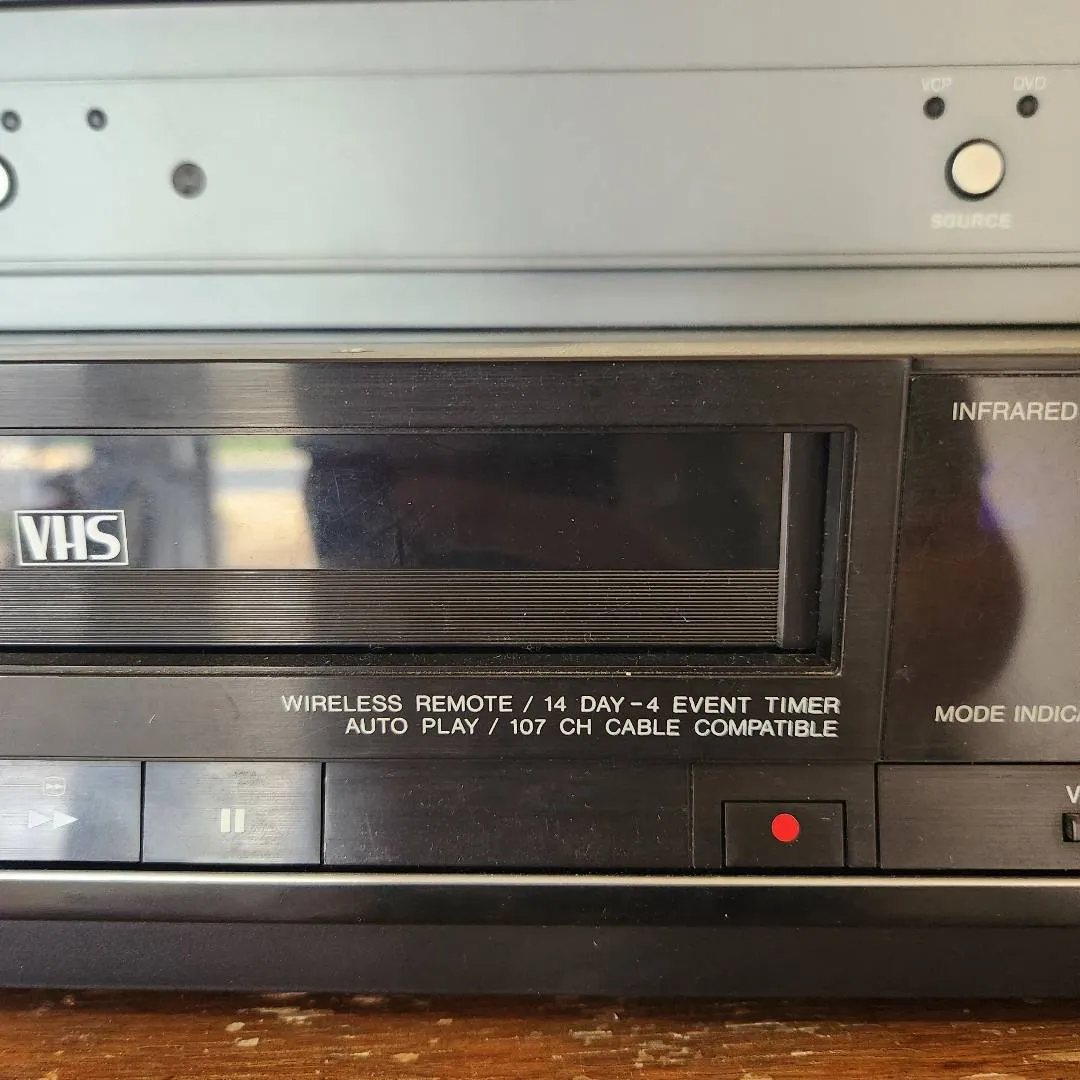 VCP DVD
SOURCE
INFRARED
VHS
WIRELESS REMOTE / 14 DAY-4 EVENT TIMER
AUTO PLAY / 107 CH CABLE COMPATIBLE
MODE INDICA
V